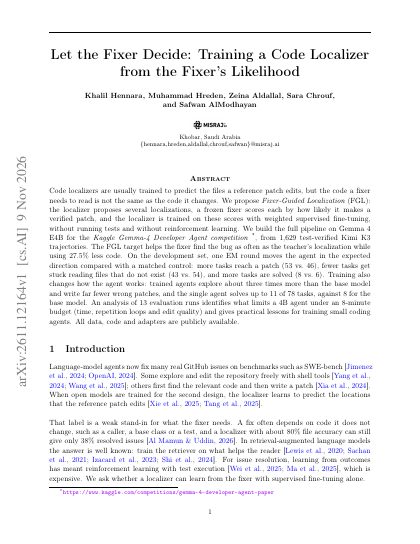 Let the Fixer Decide: Training a Code Localizer
from the Fixer's Likelihood
Khalil Hennara, Muhammad Hreden, Zeina Aldallal, Sara Chrouf,
and Safwan AlModhayan
MISRAJ
Khobar, Saudi Arabia
{hennara,hreden,aldallal,chrouf,safwan}@misraj.ai
arXiv:2611.12164v1 [cs.AI] 9 Nov 2026
ABSTRACT
Code localizers are usually trained to predict the files a reference patch edits, but the code a fixer
needs to read is not the same as the code it changes. We propose Fixer-Guided Localization (FGL):
the localizer proposes several localizations, a frozen fixer scores each by how likely it makes a
verified patch, and the localizer is trained on these scores with weighted supervised fine-tuning,
without running tests and without reinforcement learning. We build the full pipeline on Gemma 4
E4B for the Kaggle Gemma-4 Developer Agent competition *, from 1,629 test-verified Kimi K3
trajectories. The FGL target helps the fixer find the bug as often as the teacher's localization while
using 27.5% less code. On the development set, one EM round moves the agent in the expected
direction compared with a matched control: more tasks reach a patch (53 vs. 46), fewer tasks get
stuck reading files that do not exist (43 vs. 54), and more tasks are solved (8 vs. 6). Training
also changes how the agent works: trained agents explore about three times more than the base model
and write far fewer wrong patches, and the single agent solves up to 11 of 78 tasks, against 8 for the
base model. An analysis of 13 evaluation runs identifies what limits a 4B agent under an 8-minute
budget (time, repetition loops and edit quality) and gives practical lessons for training small coding
agents. All data, code and adapters are publicly available.
1 Introduction
Language-model agents now fix many real GitHub issues on benchmarks such as SWE-bench [Jimenez
et al., 2024; OpenAI, 2024]. Some explore and edit the repository freely with shell tools [Yang et al.,
2024; Wang et al., 2025]; others first find the relevant code and then write a patch [Xia et al., 2024].
When open models are trained for the second design, the localizer learns to predict the locations
that the reference patch edits [Xie et al., 2025; Tang et al., 2025].
That label is a weak stand-in for what the fixer needs. A fix often depends on code it does not
change, such as a caller, a base class or a test, and a localizer with about 80% file accuracy can still
give only 38% resolved issues [Al Mamun & Uddin, 2026]. In retrieval-augmented language models
the answer is well known: train the retriever on what helps the reader [Lewis et al., 2020; Sachan
et al., 2021; Izacard et al., 2023; Shi et al., 2024]. For issue resolution, learning from outcomes
has meant reinforcement learning with test execution [Wei et al., 2025; Ma et al., 2025], which is
expensive. We ask whether a localizer can learn from the fixer with supervised fine-tuning alone.
*https://www.kaggle.com/competitions/gemma-4-developer-agent-paper
1